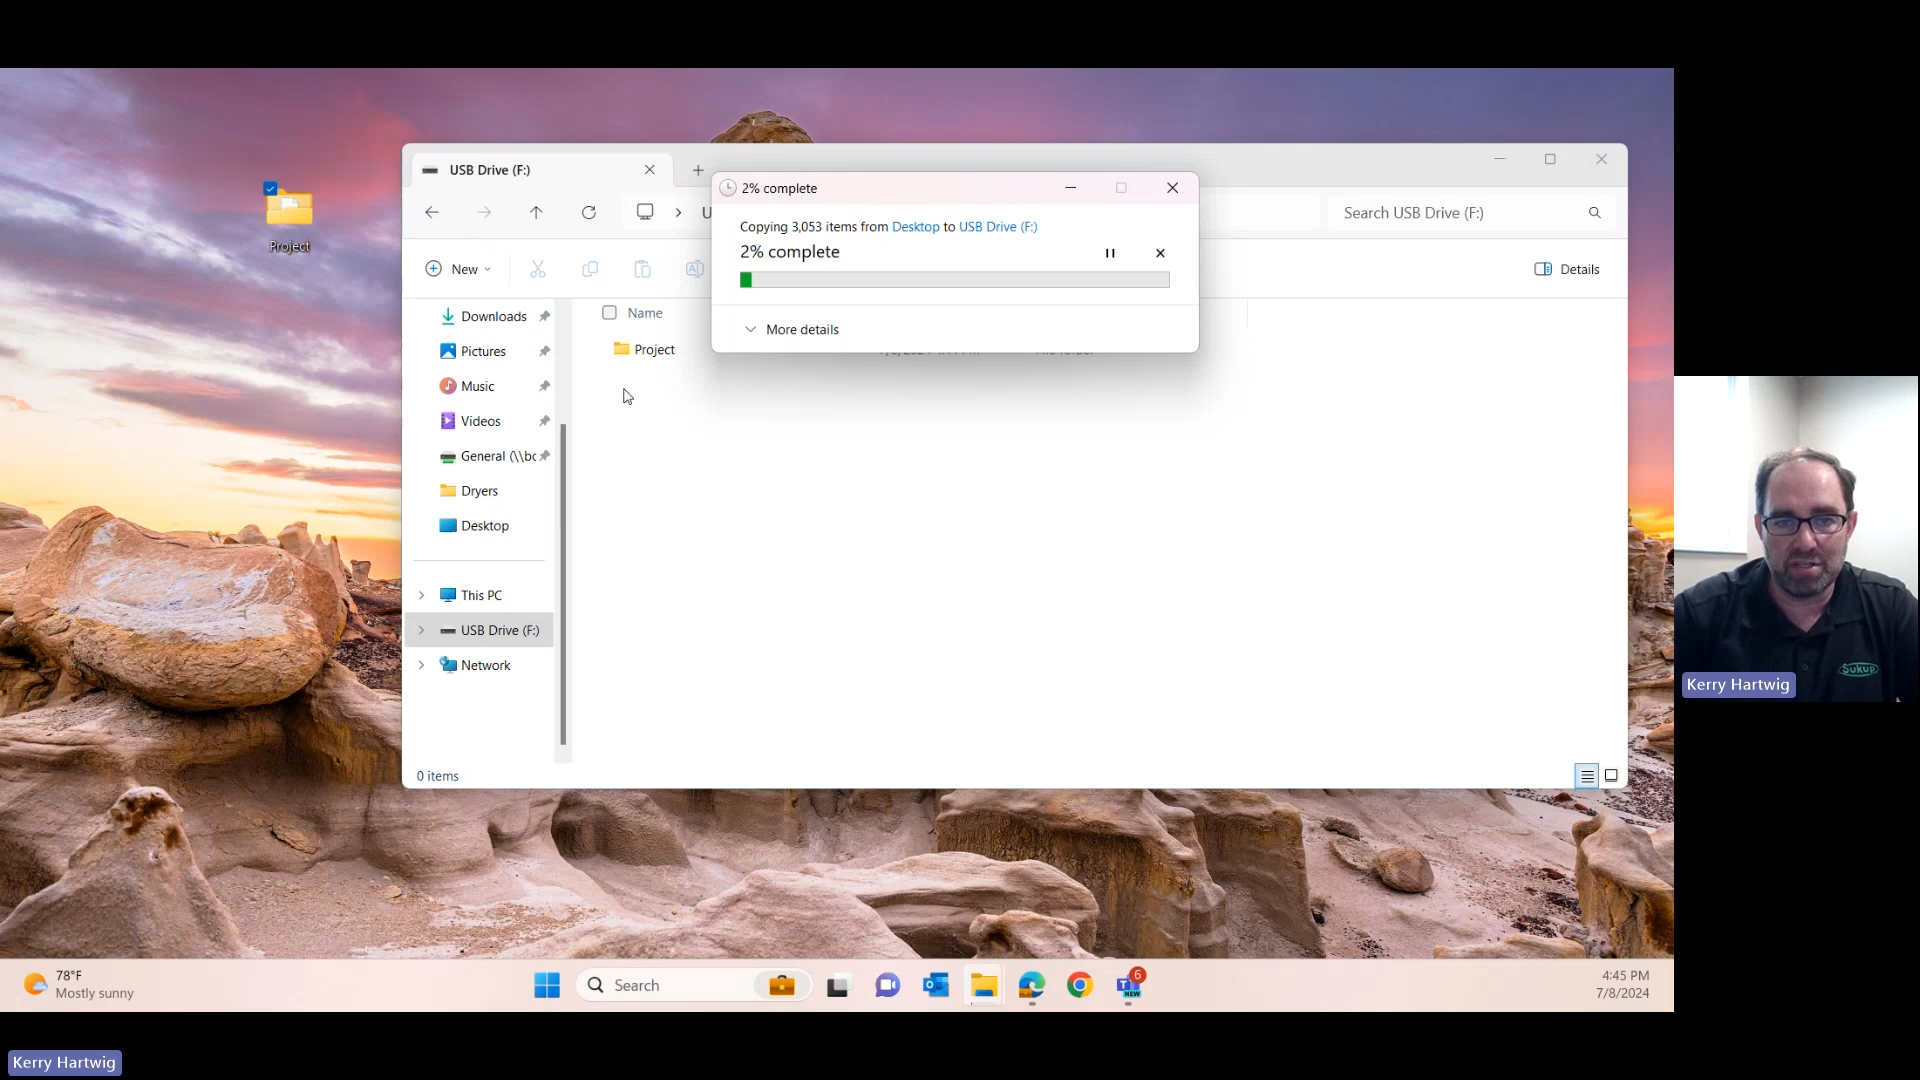 Project
USB Drive (F:)
2% complete
Search USB Drive (F:)
Copying 3,053 items from Desktop to USB Drive (F:)
2% complete
New
Details
More details
Downloads
Pictures
Music
Videos
General (\\bc
Dryers
Desktop
This PC
USB Drive (F:)
Network
Name
Project
0 items
Sukup
Kerry Hartwig
78°F
Mostly sunny
Search
6
NEW
4:45 PM
7/8/2024
Kerry Hartwig